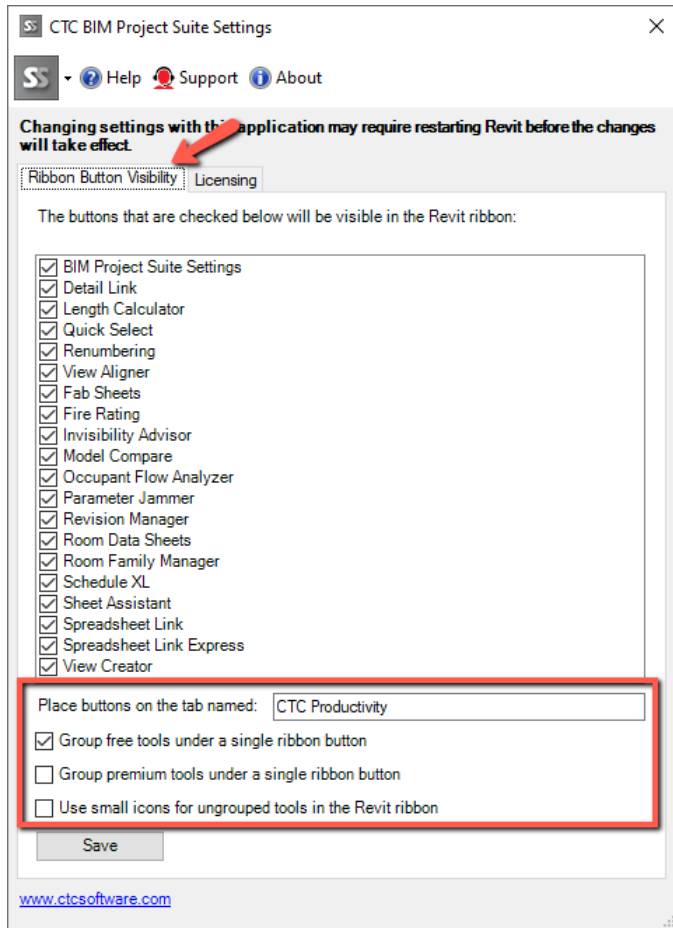 SS CTC BIM Project Suite Settings
SS Help Support About
Changing settings with this application may require restarting Revit before the changes
will take effect.
Ribbon Button Visibility Licensing
The buttons that are checked below will be visible in the Revit ribbon:
BIM Project Suite Settings
Detail Link
Length Calculator
Quick Select
Renumbering
View Aligner
Fab Sheets
Fire Rating
Invisibility Advisor
Model Compare
Occupant Flow Analyzer
Parameter Jammer
Revision Manager
Room Data Sheets
Room Family Manager
Schedule XL
Sheet Assistant
Spreadsheet Link
Spreadsheet Link Express
View Creator
Place buttons on the tab named: CTC Productivity
Group free tools under a single ribbon button
Group premium tools under a single ribbon button
Use small icons for ungrouped tools in the Revit ribbon
Save
www.ctcsoftware.com